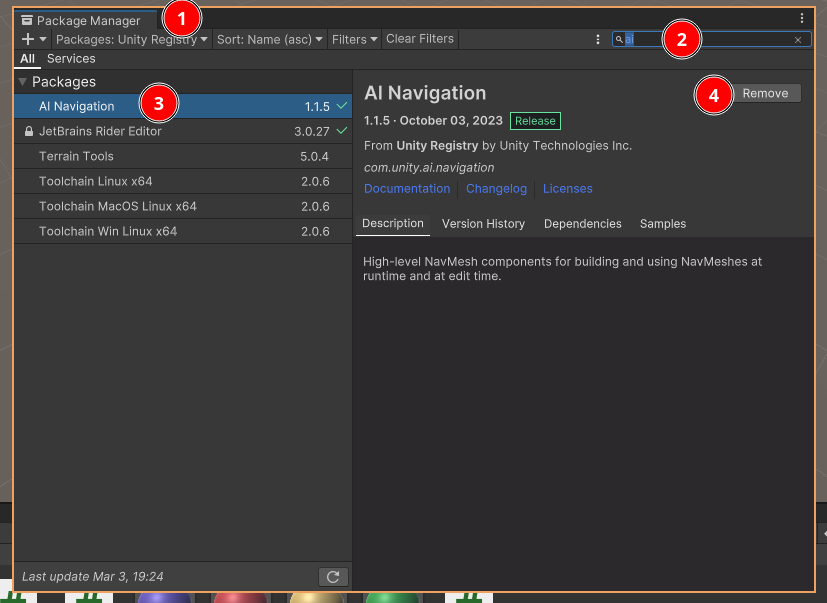 Package Manager
1
Packages: Unity Registry
Sort: Name (asc)
Filters
Clear Filters
ai
2
All
Services
Packages
AI Navigation 1.1.5
3
JetBrains Rider Editor 3.0.27
Terrain Tools 5.0.4
Toolchain Linux x64 2.0.6
Toolchain MacOS Linux x64 2.0.6
Toolchain Win Linux x64 2.0.6
Last update Mar 3, 19:24
AI Navigation
4
Remove
1.1.5 · October 03, 2023 Release
From Unity Registry by Unity Technologies Inc.
com.unity.ai.navigation
Documentation Changelog Licenses
Description Version History Dependencies Samples
High-level NavMesh components for building and using NavMeshes at
runtime and at edit time.